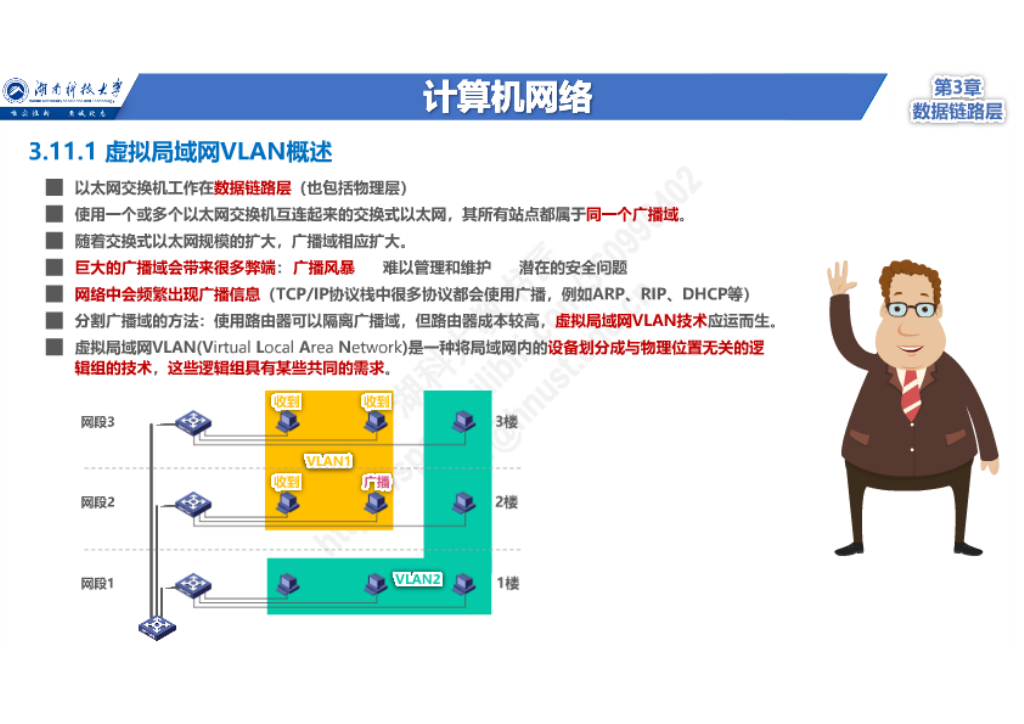 湖南科技大学
计算机网络
第3章
数据链路层
3.11.1 虚拟局域网VLAN概述
以太网交换机工作在数据链路层（也包括物理层）
使用一个或多个以太网交换机互连起来的交换式以太网，其所有站点都属于同一个广播域。
随着交换式以太网规模的扩大，广播域相应扩大。
巨大的广播域会带来很多弊端：广播风暴 难以管理和维护 潜在的安全问题
网络中会频繁出现广播信息（TCP/IP协议栈中很多协议都会使用广播，例如ARP、RIP、DHCP等）
分割广播域的方法：使用路由器可以隔离广播域，但路由器成本较高，虚拟局域网VLAN技术应运而生。
虚拟局域网VLAN(Virtual Local Area Network)是一种将局域网内的设备划分成与物理位置无关的逻
辑组的技术，这些逻辑组具有某些共同的需求。
收到 收到
网段3 3楼
VLAN1
收到 广播
网段2 2楼
网段1 VLAN2 1楼